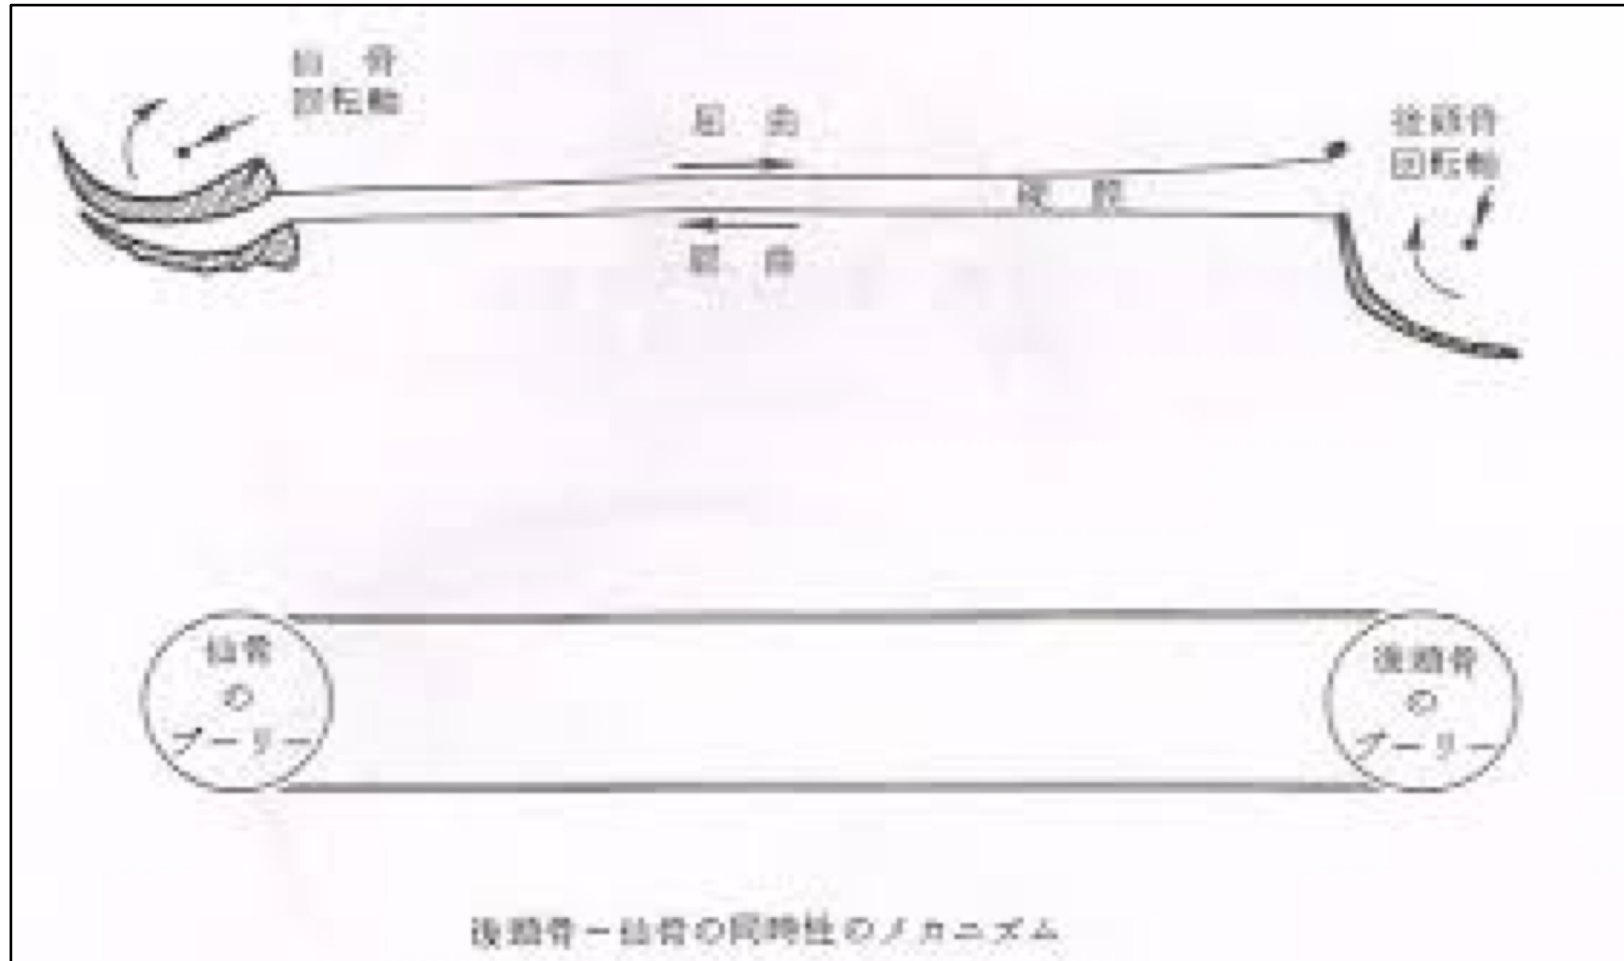 仙骨
回転軸
屈曲
後頭骨
回転軸
硬膜
屈曲
仙骨
の
プーリー
後頭骨
の
プーリー
後頭骨ー仙骨の同時性のメカニズム